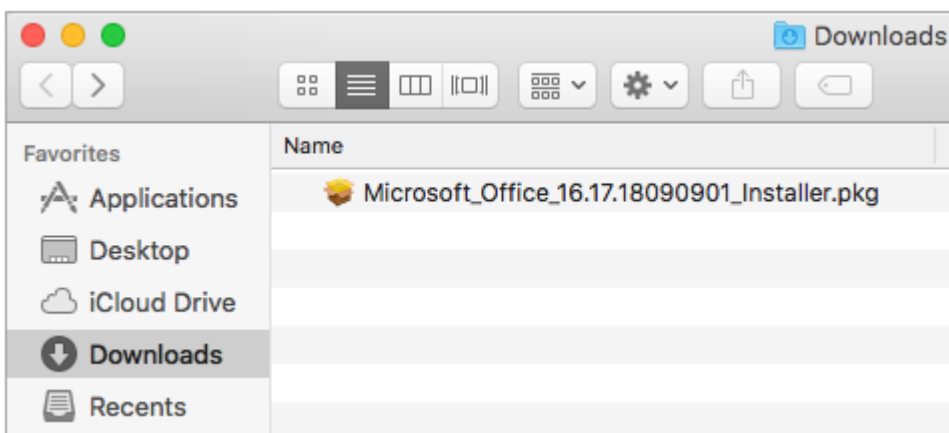 Downloads
Favorites
Name
Applications
Microsoft_Office_16.17.18090901_Installer.pkg
Desktop
iCloud Drive
Downloads
Recents